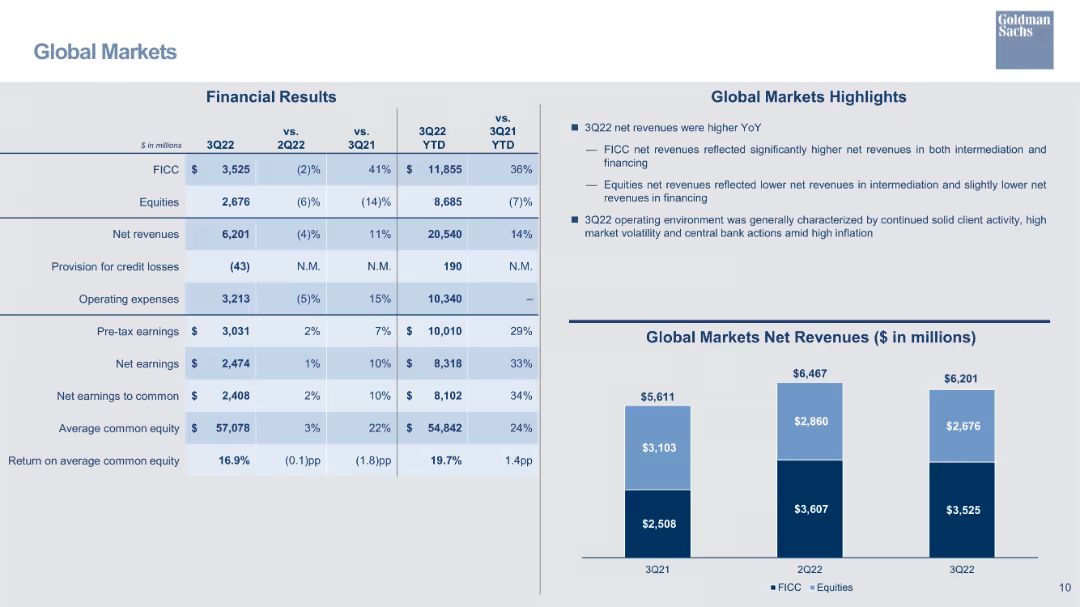 Goldman
Sachs
Global Markets
Financial Results
$ in millions 3Q22 vs. 2Q22 vs. 3Q21 3Q22 YTD vs. 3Q21 YTD
FICC $ 3,525 (2)% 41% $ 11,855 36%
Equities 2,676 (6)% (14)% 8,685 (7)%
Net revenues 6,201 (4)% 11% 20,540 14%
Provision for credit losses (43) N.M. N.M. 190 N.M.
Operating expenses 3,213 (5)% 15% 10,340 –
Pre-tax earnings $ 3,031 2% 7% $ 10,010 29%
Net earnings $ 2,474 1% 10% $ 8,318 33%
Net earnings to common $ 2,408 2% 10% $ 8,102 34%
Average common equity $ 57,078 3% 22% $ 54,842 24%
Return on average common equity 16.9% (0.1)pp (1.8)pp 19.7% 1.4pp
Global Markets Highlights
■ 3Q22 net revenues were higher YoY
— FICC net revenues reflected significantly higher net revenues in both intermediation and
financing
— Equities net revenues reflected lower net revenues in intermediation and slightly lower net
revenues in financing
■ 3Q22 operating environment was generally characterized by continued solid client activity, high
market volatility and central bank actions amid high inflation
Global Markets Net Revenues ($ in millions)
$5,611 $6,467 $6,201
$3,103 $2,860 $2,676
$2,508 $3,607 $3,525
3Q21 2Q22 3Q22
■ FICC ■ Equities
10